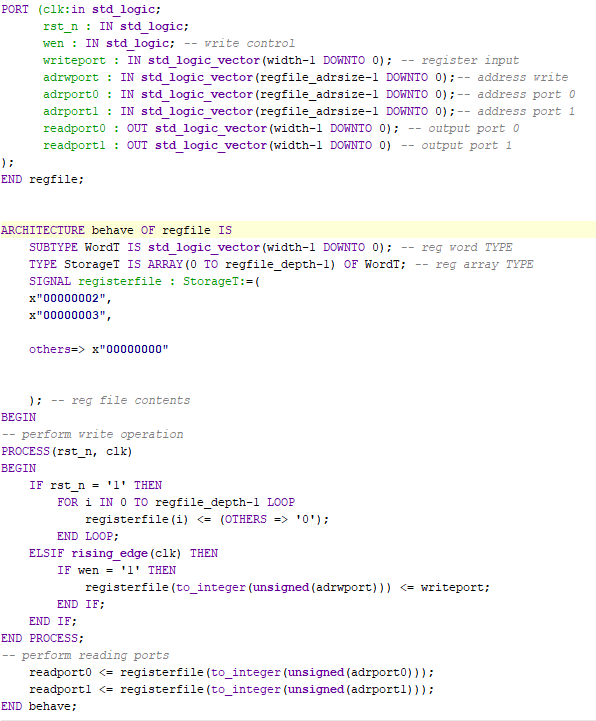 PORT (clk:in std_logic;
rst_n : IN std_logic;
wen : IN std_logic; -- write control
writeport : IN std_logic_vector(width-1 DOWNTO 0); -- register input
adrwport : IN std_logic_vector(regfile_adrsize-1 DOWNTO 0);-- address write
adrport0 : IN std_logic_vector(regfile_adrsize-1 DOWNTO 0);-- address port 0
adrport1 : IN std_logic_vector(regfile_adrsize-1 DOWNTO 0);-- address port 1
readport0 : OUT std_logic_vector(width-1 DOWNTO 0); -- output port 0
readport1 : OUT std_logic_vector(width-1 DOWNTO 0) -- output port 1
);
END regfile;
ARCHITECTURE behave OF regfile IS
SUBTYPE WordT IS std_logic_vector(width-1 DOWNTO 0); -- reg word TYPE
TYPE StorageT IS ARRAY(0 TO regfile_depth-1) OF WordT; -- reg array TYPE
SIGNAL registerfile : StorageT:=(
x"00000002",
x"00000003",
others=> x"00000000"
); -- reg file contents
BEGIN
-- perform write operation
PROCESS(rst_n, clk)
BEGIN
IF rst_n = '1' THEN
FOR i IN 0 TO regfile_depth-1 LOOP
registerfile(i) <= (OTHERS => '0');
END LOOP;
ELSIF rising_edge(clk) THEN
IF wen = '1' THEN
registerfile(to_integer(unsigned(adrwport))) <= writeport;
END IF;
END IF;
END PROCESS;
-- perform reading ports
readport0 <= registerfile(to_integer(unsigned(adrport0)));
readport1 <= registerfile(to_integer(unsigned(adrport1)));
END behave;